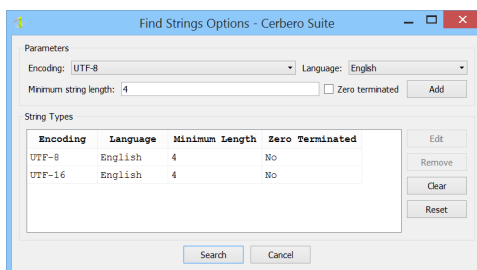 Find Strings Options - Cerbero Suite
Parameters
Encoding: UTF-8 Language: English
Minimum string length: 4 Zero terminated Add
String Types
Encoding Language Minimum Length Zero Terminated Edit
UTF-8 English 4 No
Remove
UTF-16 English 4 No
Clear
Reset
Search Cancel